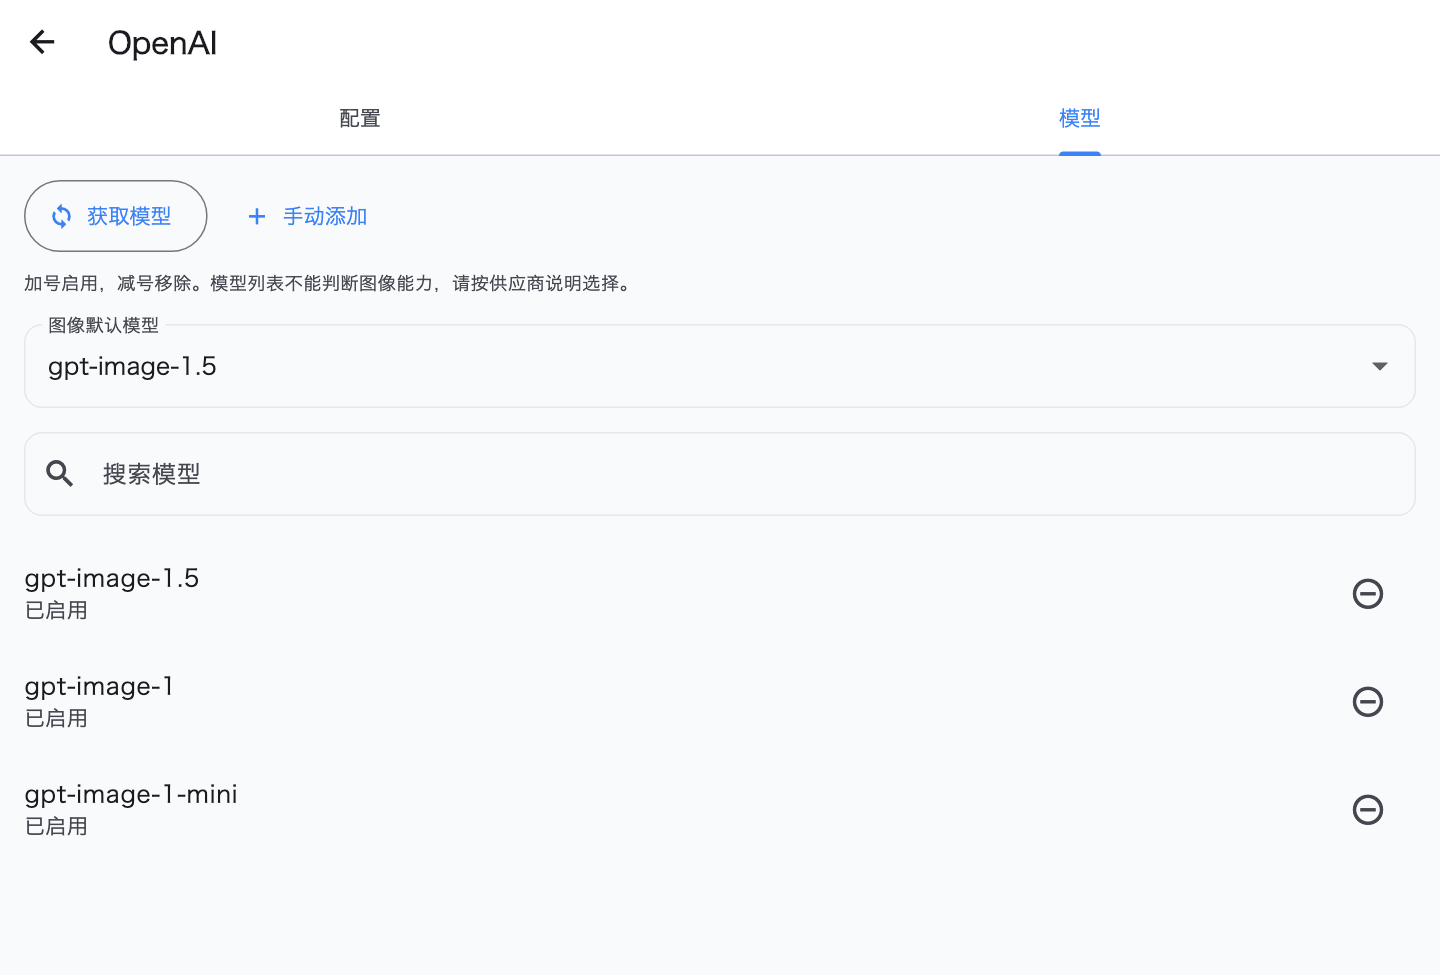 OpenAI
配置
模型
获取模型
手动添加
加号启用，减号移除。模型列表不能判断图像能力，请按供应商说明选择。
图像默认模型
gpt-image-1.5
搜索模型
gpt-image-1.5
已启用
gpt-image-1
已启用
gpt-image-1-mini
已启用